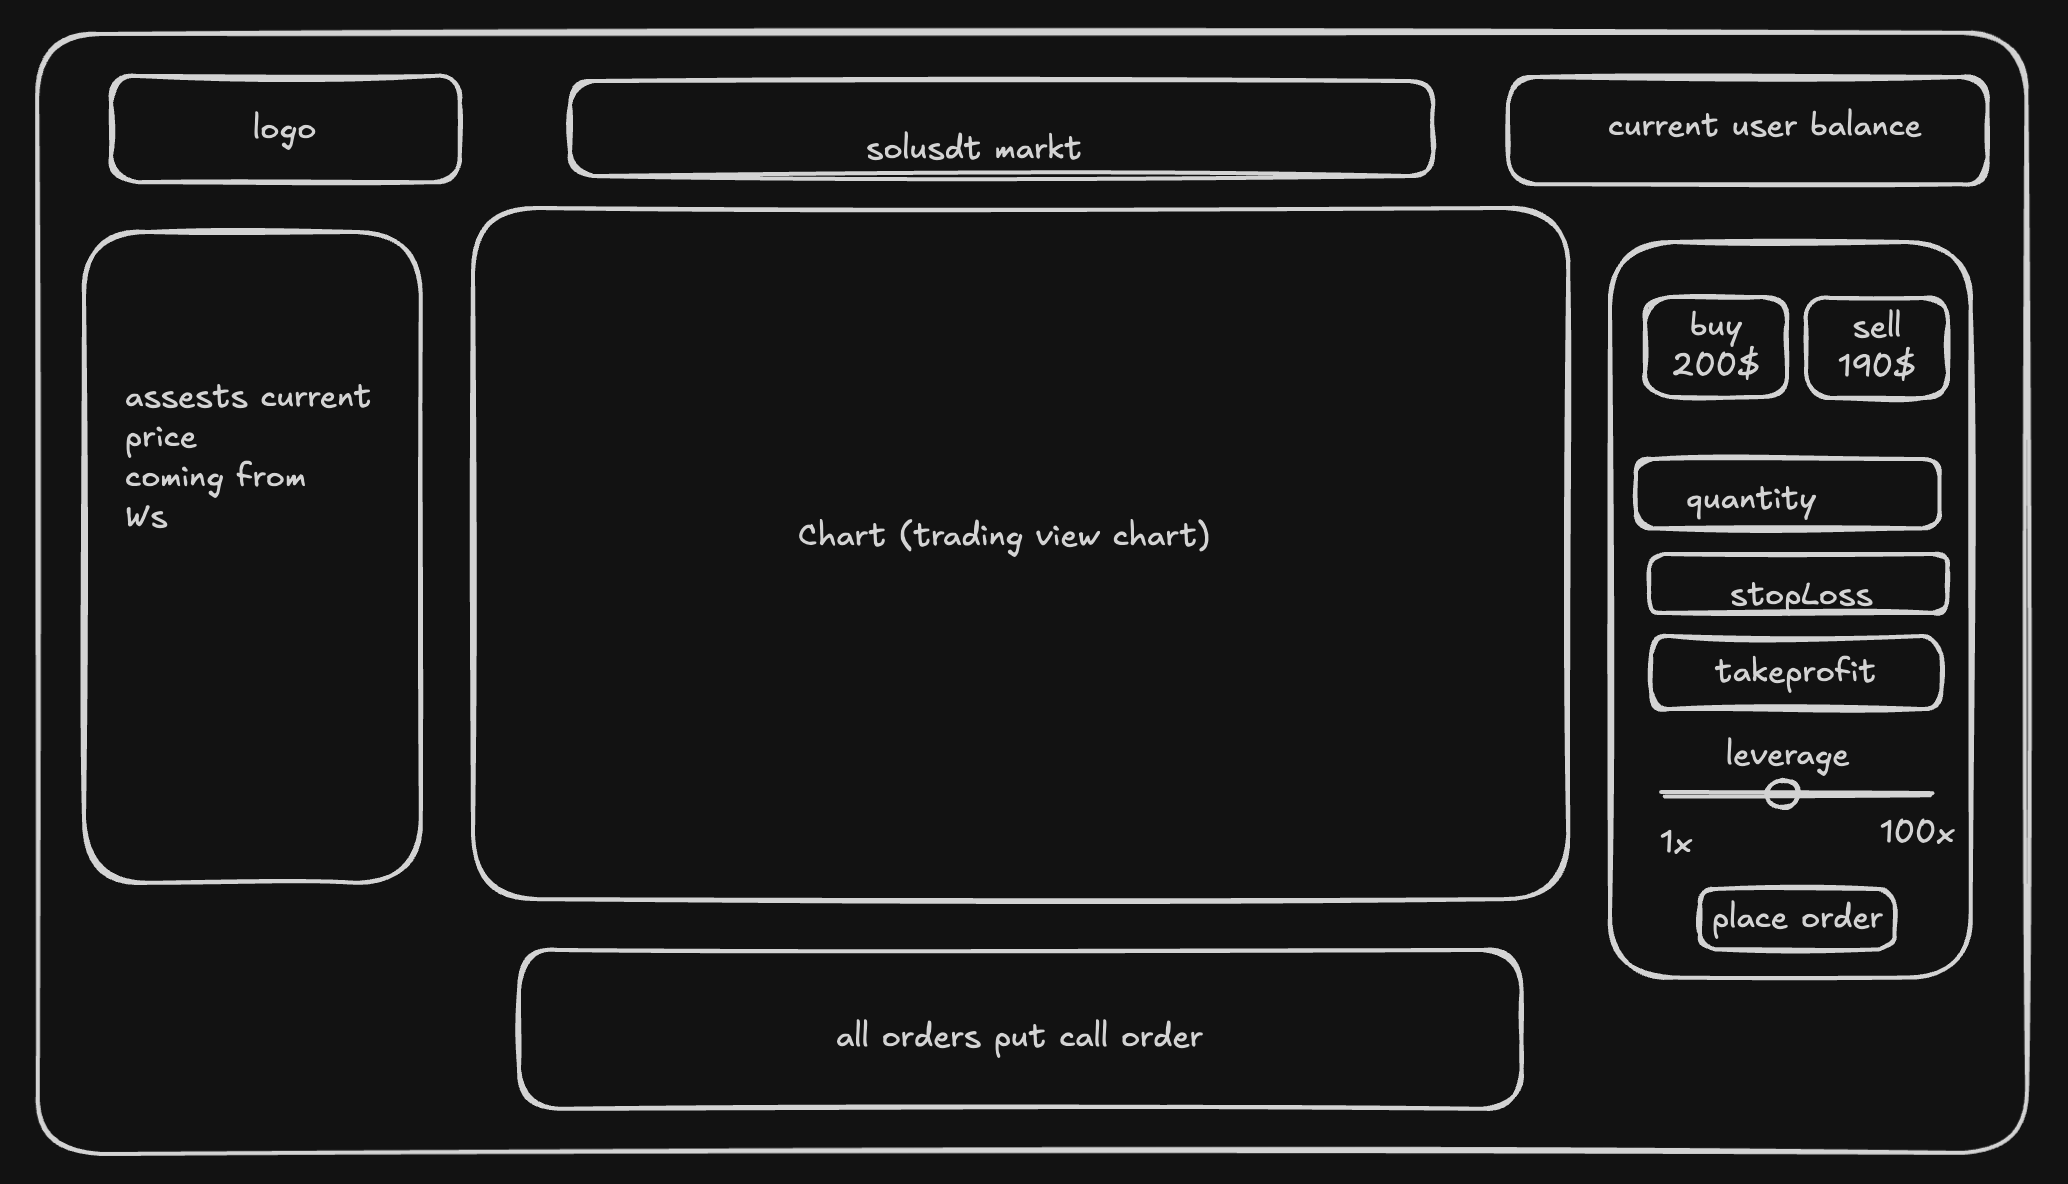 logo
solusdt markt
current user balance
assests current
price
coming from
Ws
Chart (trading view chart)
buy
200$
sell
190$
quantity
stopLoss
takeprofit
leverage
1x
100x
place order
all orders put call order